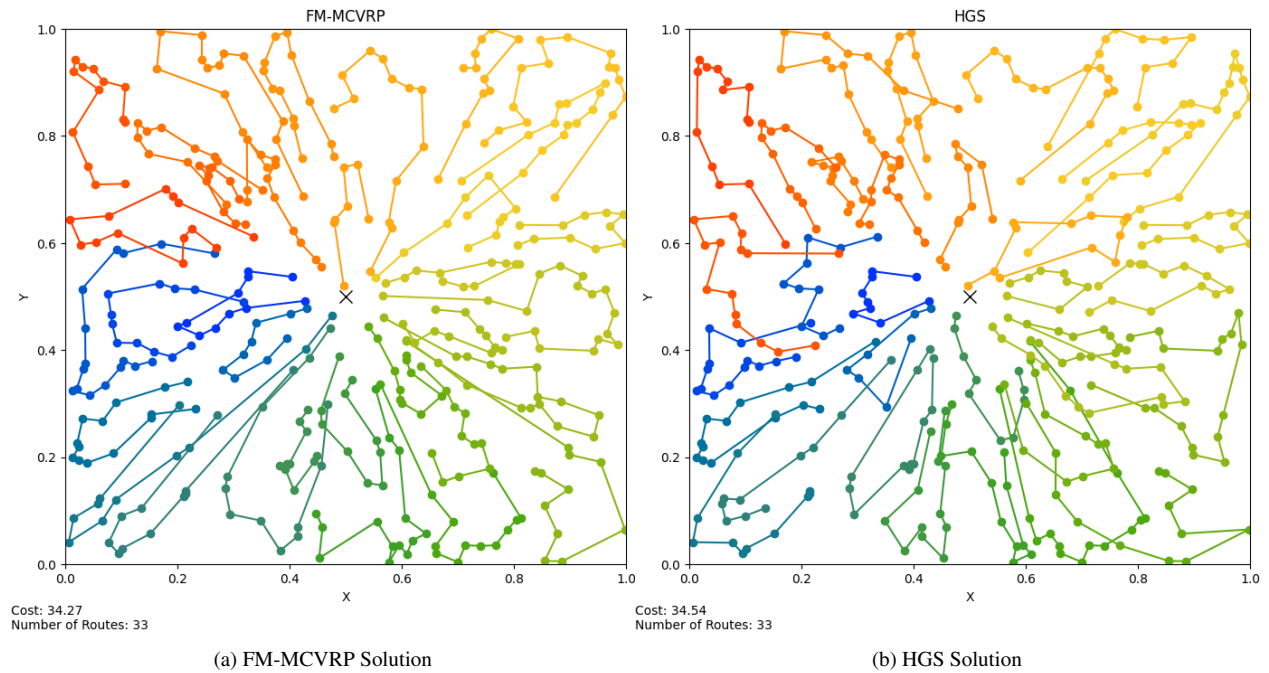 FM-MCVRP
1.0
0.8
0.6
0.4
0.2
0.0
Y
0.0 0.2 0.4 0.6 0.8 1.0
X
Cost: 34.27
Number of Routes: 33
(a) FM-MCVRP Solution
HGS
1.0
0.8
0.6
0.4
0.2
0.0
Y
0.0 0.2 0.4 0.6 0.8 1.0
X
Cost: 34.54
Number of Routes: 33
(b) HGS Solution